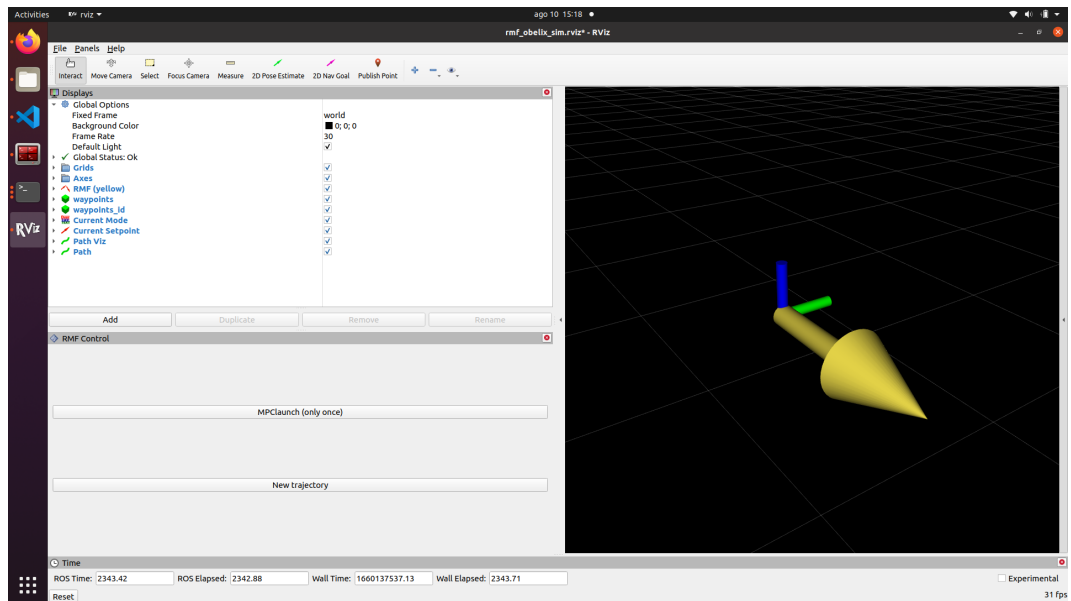 Activities
rviz
ago 10 15:18
rmf_obelix_sim.rviz* - RViz
File Panels Help
Interact Move Camera Select Focus Camera Measure 2D Pose Estimate 2D Nav Goal Publish Point
Displays
Global Options
Fixed Frame world
Background Color 0; 0; 0
Frame Rate 30
Default Light
Global Status: Ok
Grids
Axes
RMF (yellow)
waypoints
waypoints_id
Current Mode
Current Setpoint
Path Viz
Path
Add Duplicate Remove Rename
RMF Control
MPClaunch (only once)
New trajectory
RViz
Time
ROS Time: 2343.42 ROS Elapsed: 2342.88 Wall Time: 1660137537.13 Wall Elapsed: 2343.71 Experimental
Reset 31 fps